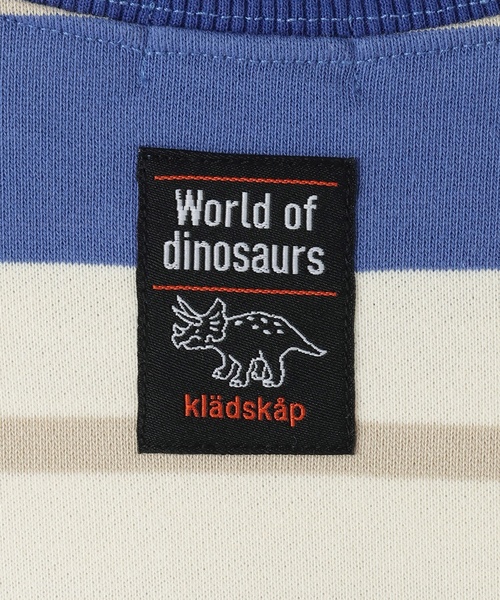 World of
dinosaurs
klädskåp